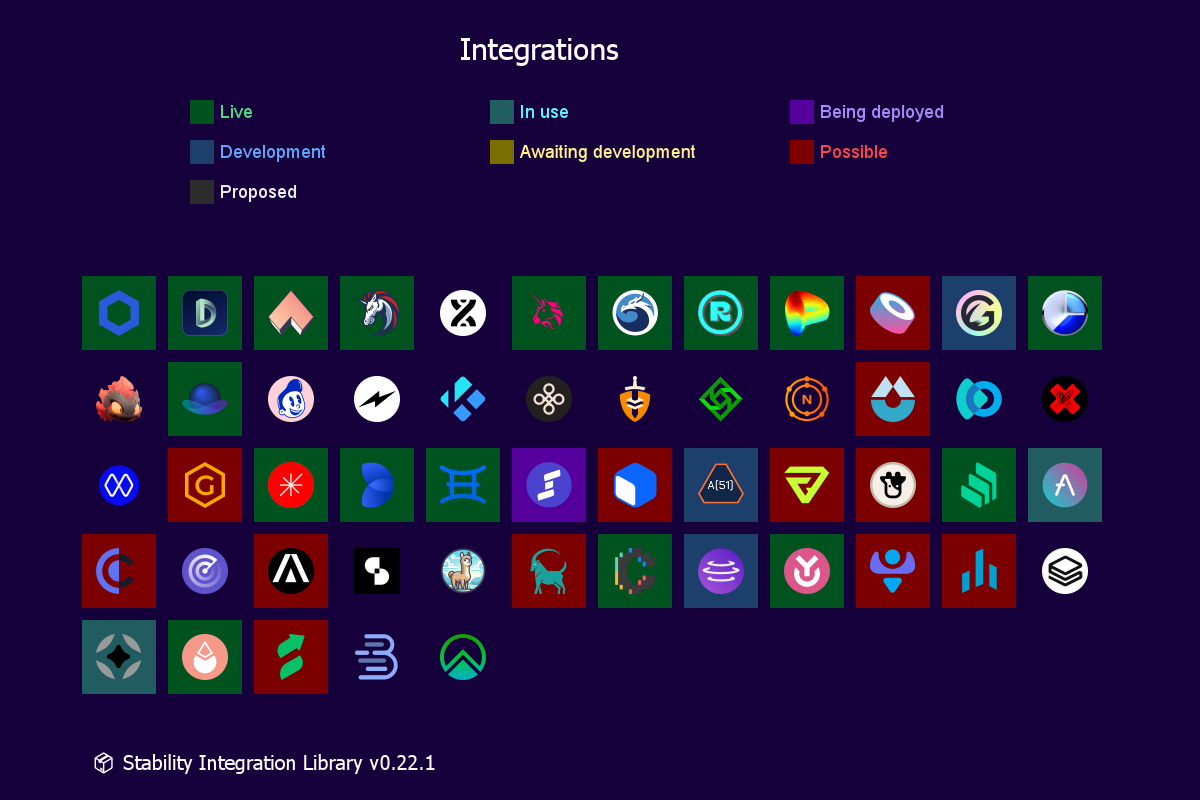 Integrations
Live
In use
Being deployed
Development
Awaiting development
Possible
Proposed
R
N
G
A[51]
Stability Integration Library v0.22.1